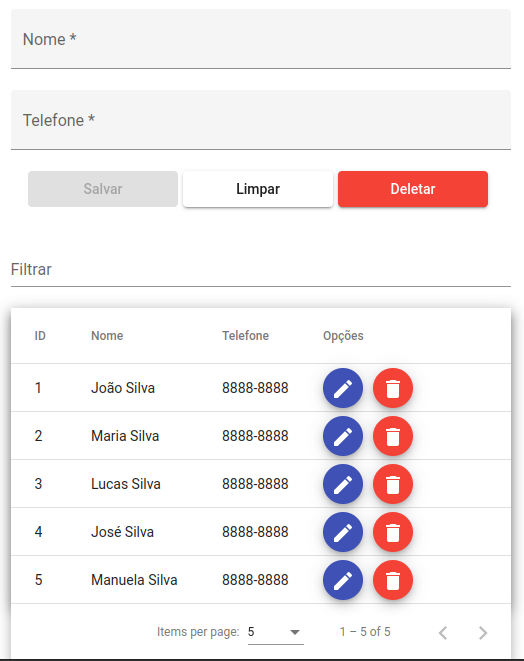 Nome *
Telefone *
Salvar Limpar Deletar
Filtrar
ID Nome Telefone Opções
1 João Silva 8888-8888
2 Maria Silva 8888-8888
3 Lucas Silva 8888-8888
4 José Silva 8888-8888
5 Manuela Silva 8888-8888
Items per page: 5 1 – 5 of 5